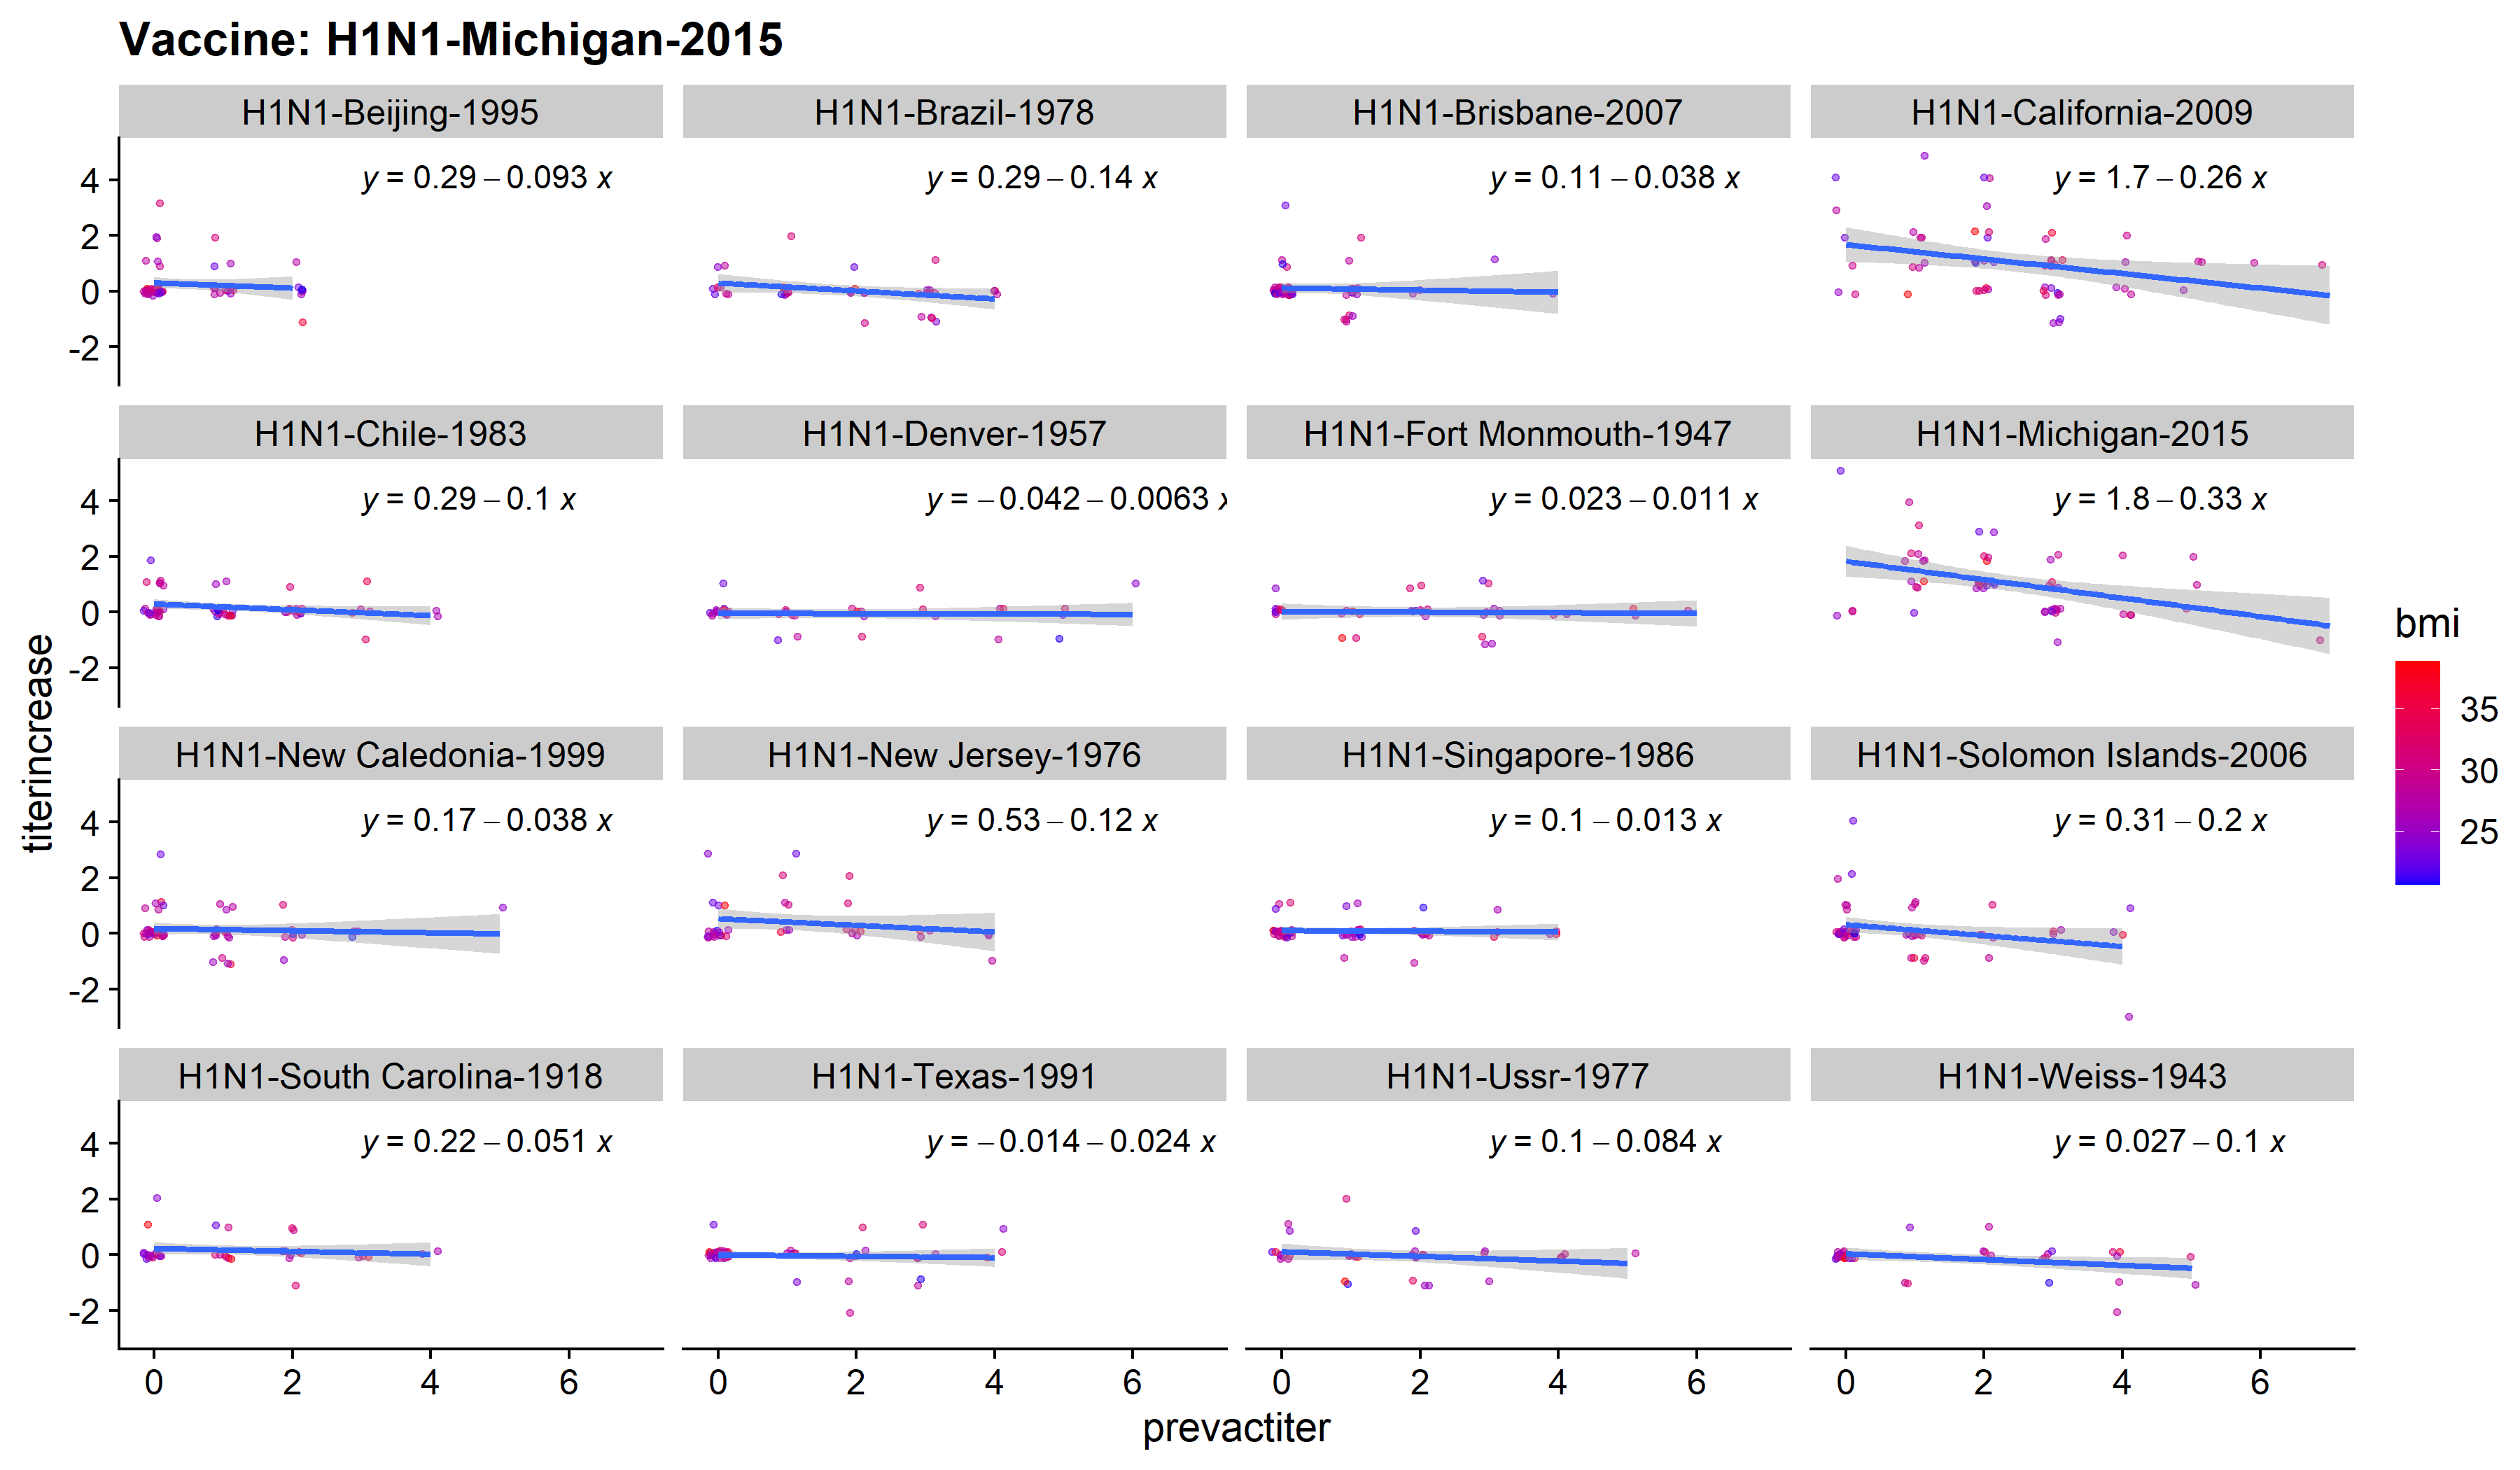 Vaccine: H1N1-Michigan-2015
H1N1-Beijing-1995
H1N1-Brazil-1978
H1N1-Brisbane-2007
H1N1-California-2009
y = 0.29 − 0.093 x
y = 0.29 − 0.14 x
y = 0.11 − 0.038 x
y = 1.7 − 0.26 x
4
2
0
-2
H1N1-Chile-1983
H1N1-Denver-1957
H1N1-Fort Monmouth-1947
H1N1-Michigan-2015
y = 0.29 − 0.1 x
y = − 0.042 − 0.0063 x
y = 0.023 − 0.011 x
y = 1.8 − 0.33 x
4
2
0
-2
H1N1-New Caledonia-1999
H1N1-New Jersey-1976
H1N1-Singapore-1986
H1N1-Solomon Islands-2006
y = 0.17 − 0.038 x
y = 0.53 − 0.12 x
y = 0.1 − 0.013 x
y = 0.31 − 0.2 x
4
2
0
-2
H1N1-South Carolina-1918
H1N1-Texas-1991
H1N1-Ussr-1977
H1N1-Weiss-1943
y = 0.22 − 0.051 x
y = − 0.014 − 0.024 x
y = 0.1 − 0.084 x
y = 0.027 − 0.1 x
4
2
0
-2
0 2 4 6
0 2 4 6
0 2 4 6
0 2 4 6
prevactiter
titerincrease
bmi
35
30
25